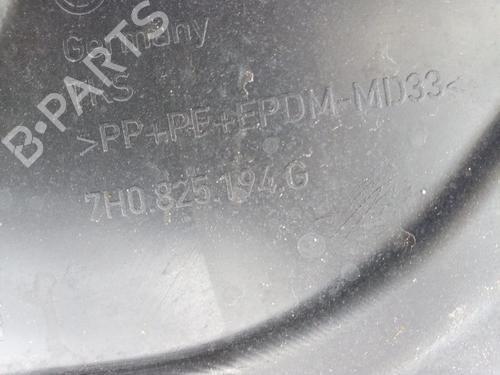 Germany
>PP+PE+EPDM-MD33<
7H0.825.194.G
B-PARTS